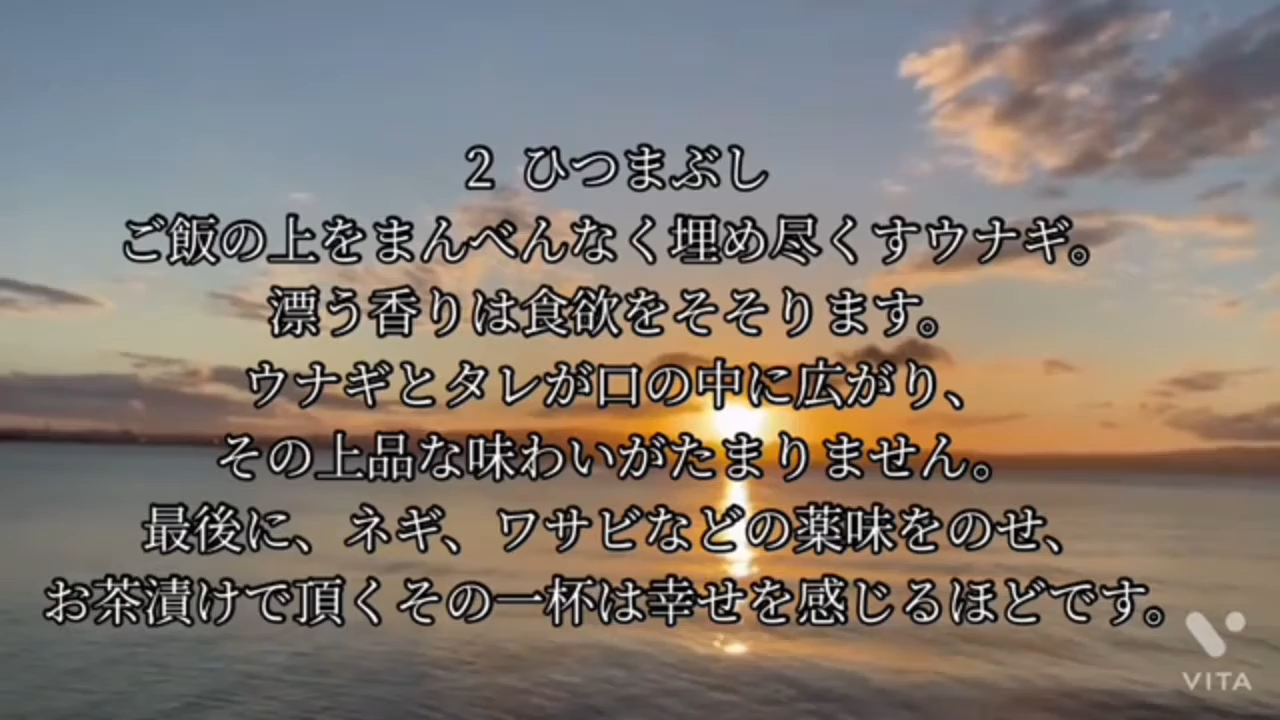 2 ひつまぶし
ご飯の上をまんべんなく埋め尽くすウナギ。
漂う香りは食欲をそそります。
ウナギとタレが口の中に広がり、
その上品な味わいがたまりません。
最後に、ネギ、ワサビなどの薬味をのせ、
お茶漬けで頂くその一杯は幸せを感じるほどです。
VITA